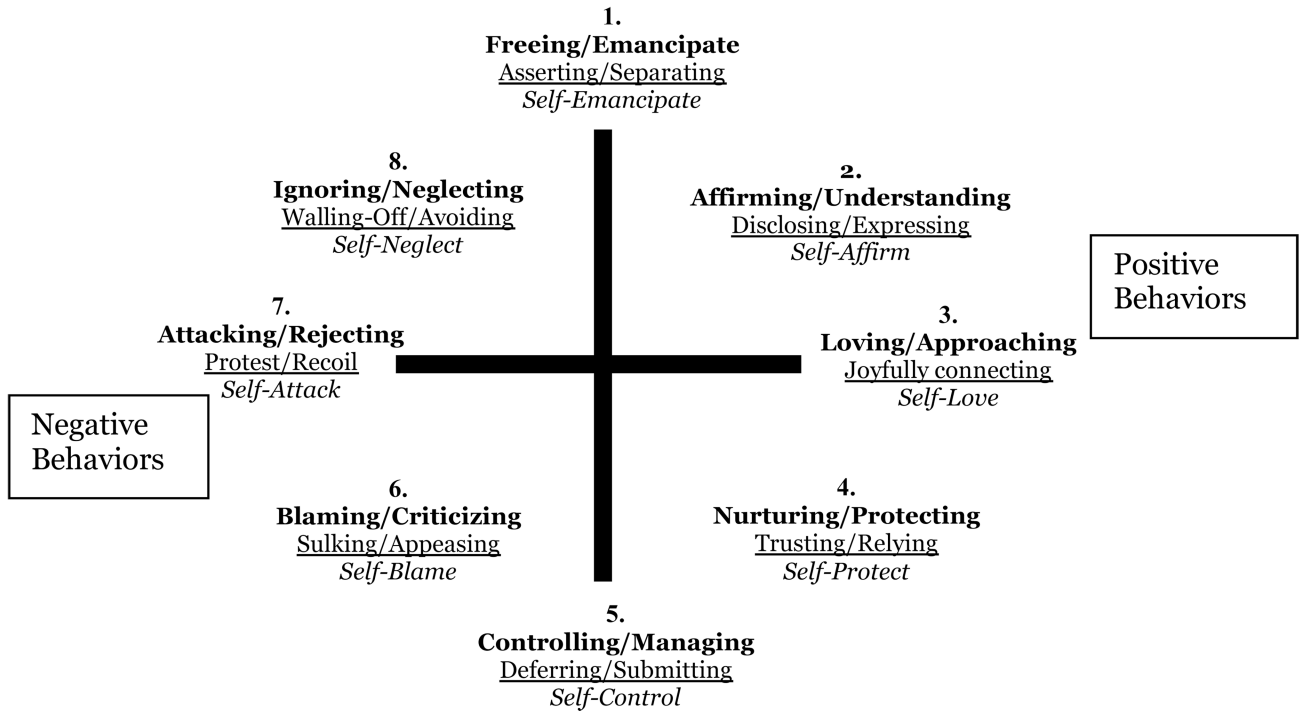 1.
Freeing/Emancipate
Asserting/Separating
Self-Emancipate
8.
Ignoring/Neglecting
Walling-Off/Avoiding
Self-Neglect
2.
Affirming/Understanding
Disclosing/Expressing
Self-Affirm
Positive
Behaviors
7.
Attacking/Rejecting
Protest/Recoil
Self-Attack
3.
Loving/Approaching
Joyfully connecting
Self-Love
Negative
Behaviors
6.
Blaming/Criticizing
Sulking/Appeasing
Self-Blame
4.
Nurturing/Protecting
Trusting/Relying
Self-Protect
5.
Controlling/Managing
Deferring/Submitting
Self-Control